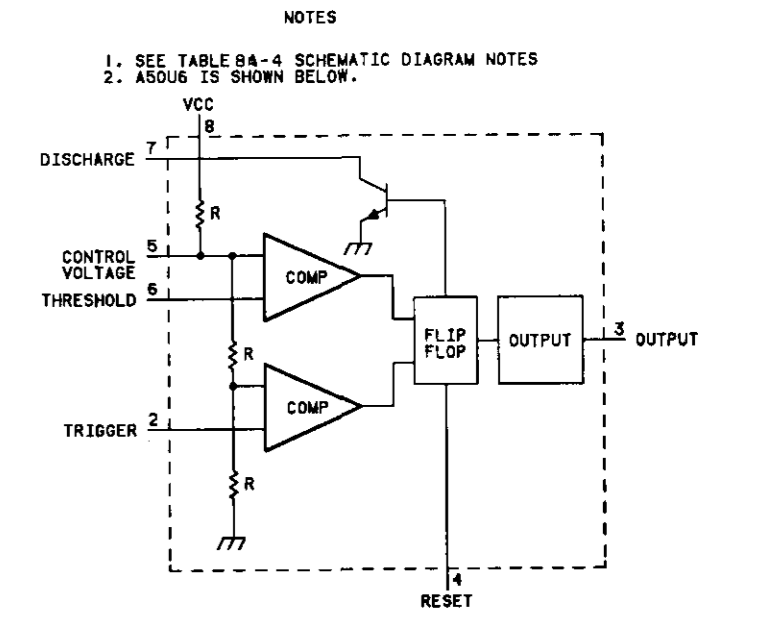 NOTES
1. SEE TABLE 8A-4 SCHEMATIC DIAGRAM NOTES
2. A50U6 IS SHOWN BELOW.
VCC
8
7
DISCHARGE
R
5
CONTROL
VOLTAGE
COMP
6
THRESHOLD
FLIP
FLOP
OUTPUT
3
OUTPUT
R
COMP
2
TRIGGER
R
4
RESET